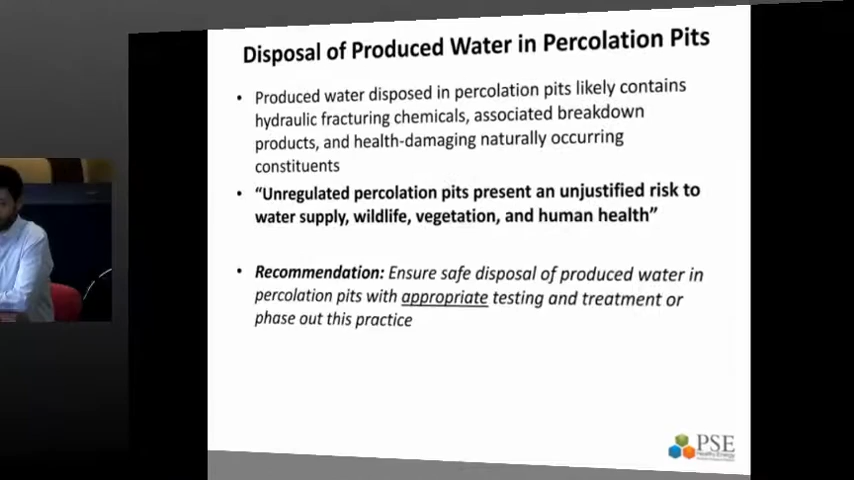 Disposal of Produced Water in Percolation Pits
• Produced water disposed in percolation pits likely contains
hydraulic fracturing chemicals, associated breakdown
products, and health-damaging naturally occurring
constituents
• “Unregulated percolation pits present an unjustified risk to
water supply, wildlife, vegetation, and human health”
• Recommendation: Ensure safe disposal of produced water in
percolation pits with appropriate testing and treatment or
phase out this practice
PSE
Healthy Energy